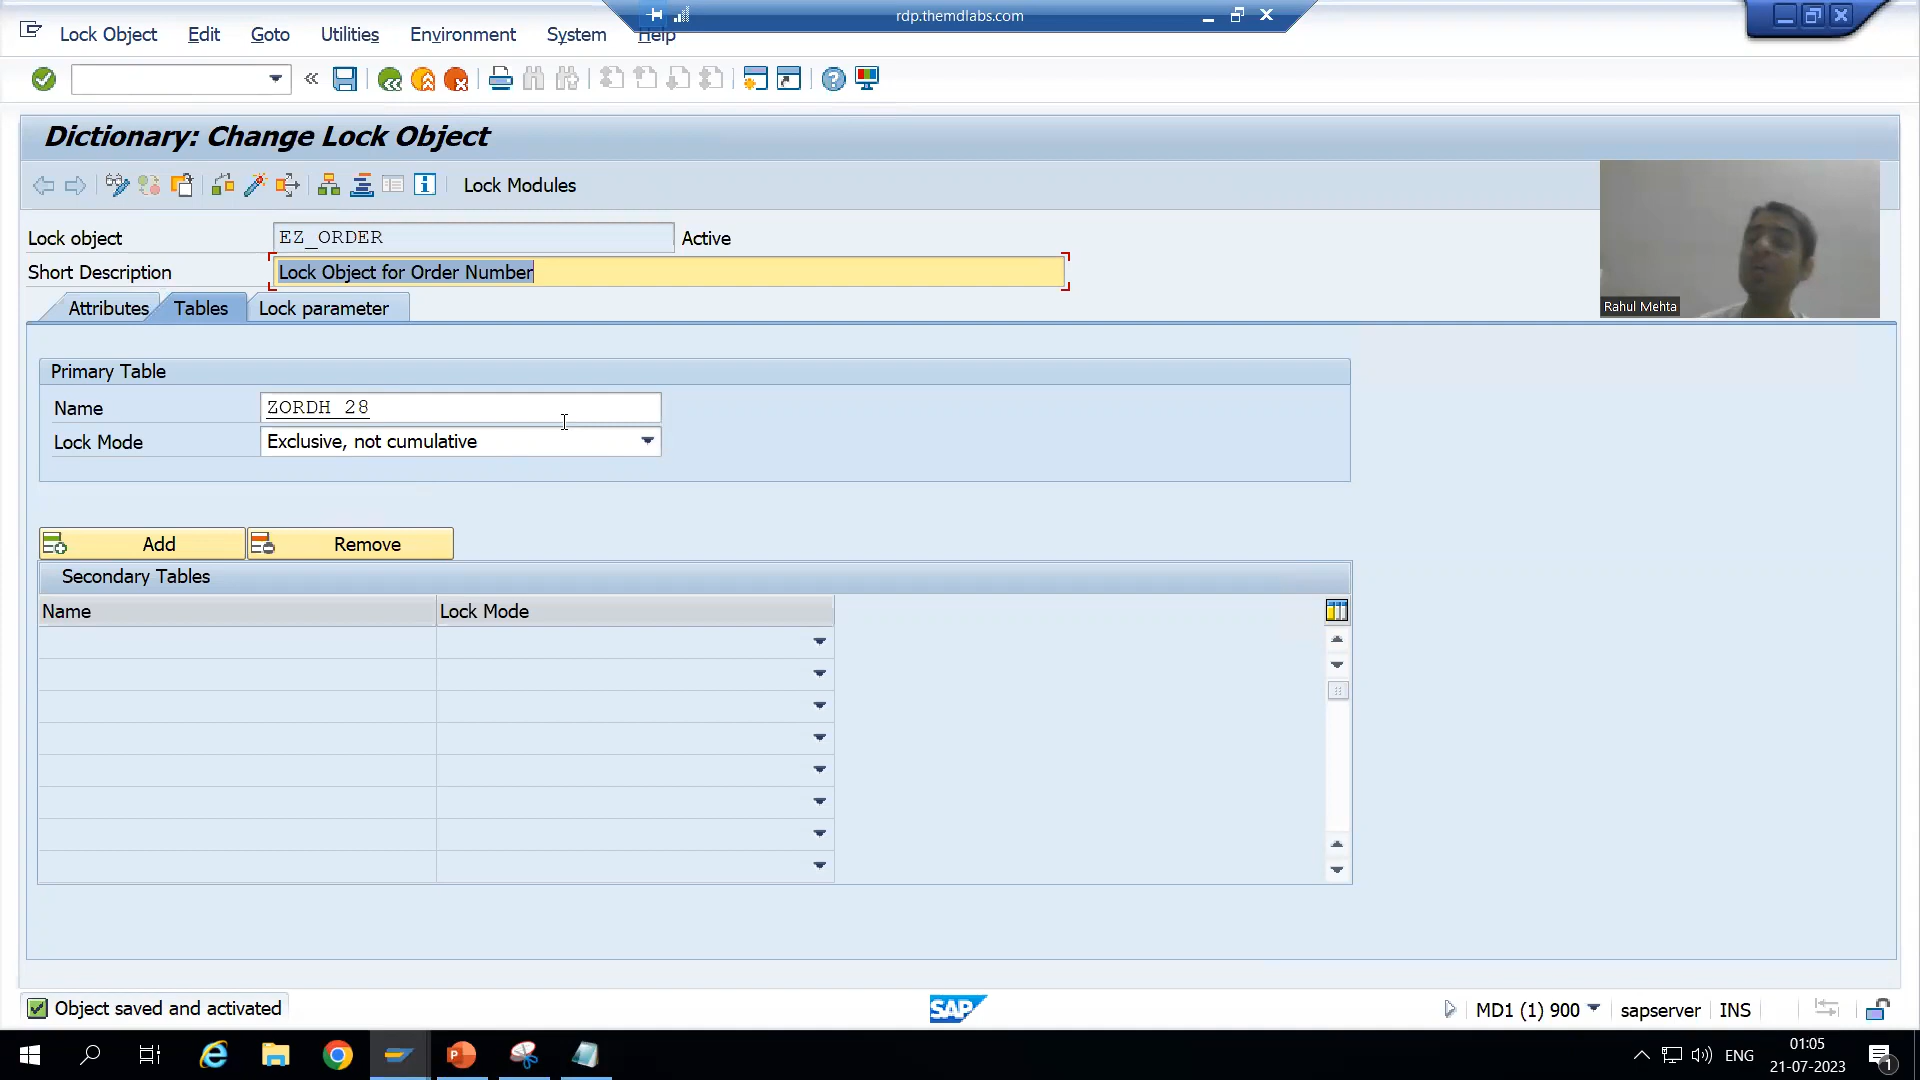 rdp.themdlabs.com
Lock Object Edit Goto Utilities Environment System Help
Dictionary: Change Lock Object
Lock Modules
Lock object EZ_ORDER Active
Short Description Lock Object for Order Number
Attributes Tables Lock parameter
Rahul Mehta
Primary Table
Name ZORDH_28
Lock Mode Exclusive, not cumulative
Add Remove
Secondary Tables
Name Lock Mode
Object saved and activated
SAP
MD1 (1) 900 sapserver INS
ENG
01:05
21-07-2023
1